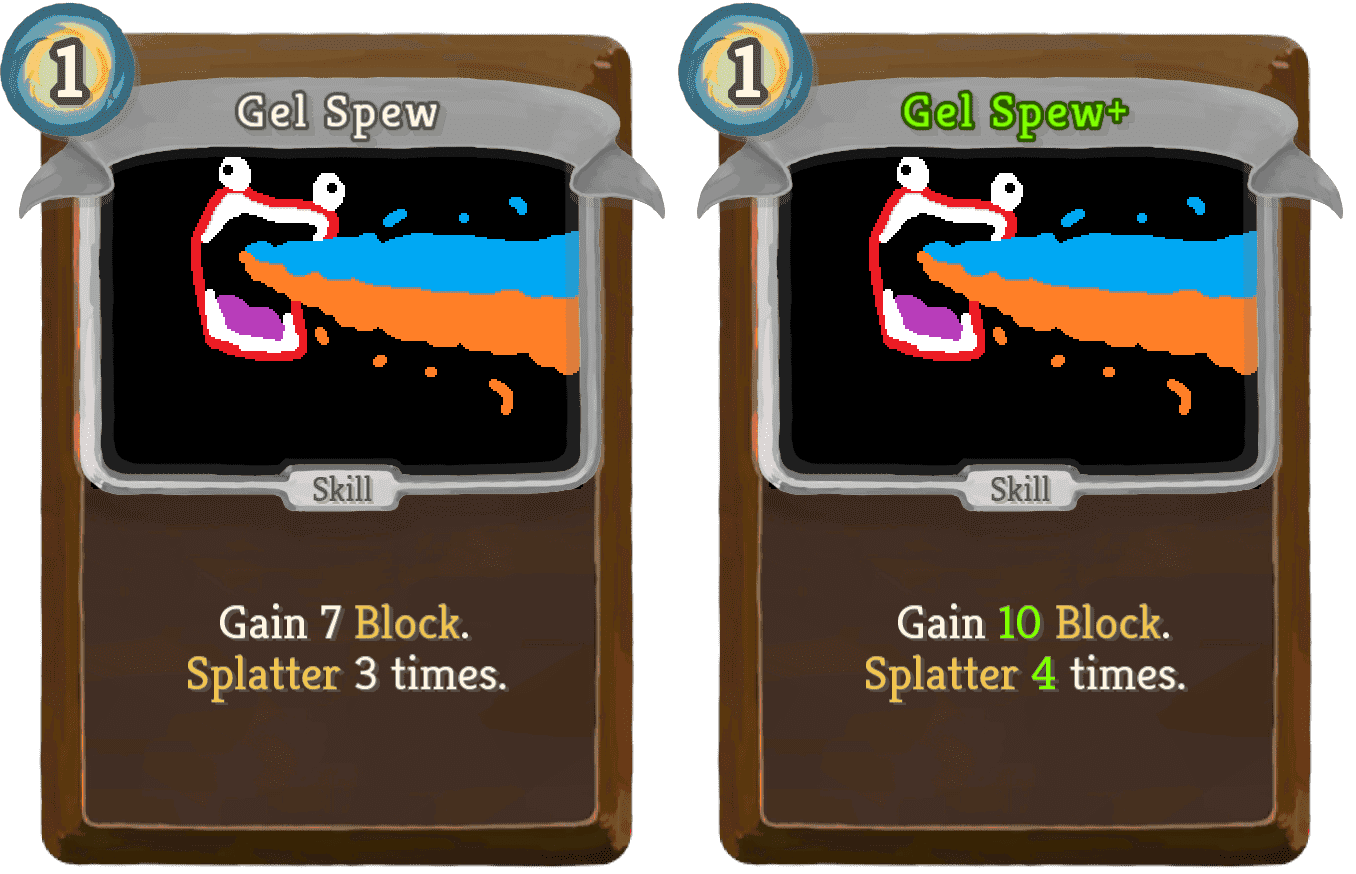 1
Gel Spew
Skill
Gain 7 Block.
Splatter 3 times.
1
Gel Spew+
Skill
Gain 10 Block.
Splatter 4 times.